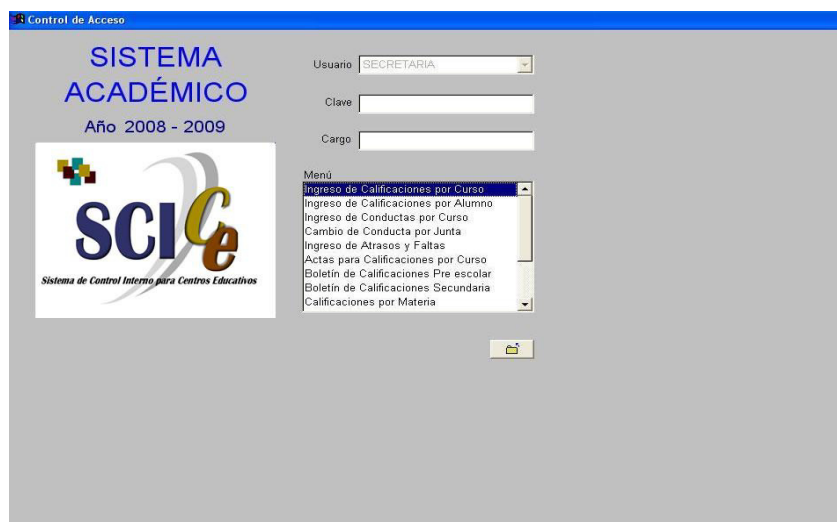 Control de Acceso
SISTEMA
ACADÉMICO
Año 2008 - 2009
SCICe
Sistema de Control Interno para Centros Educativos
Usuario SECRETARIA
Clave
Cargo
Menú
Ingreso de Calificaciones por Curso
Ingreso de Calificaciones por Alumno
Ingreso de Conductas por Curso
Cambio de Conducta por Junta
Ingreso de Atrasos y Faltas
Actas para Calificaciones por Curso
Boletín de Calificaciones Pre escolar
Boletín de Calificaciones Secundaria
Calificaciones por Materia